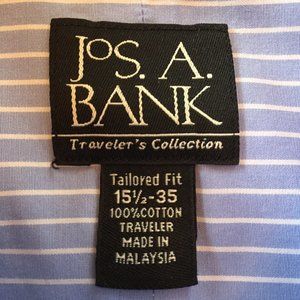 JOS. A.
BANK
Traveler's Collection
Tailored Fit
15½-35
100%COTTON
TRAVELER
MADE IN
MALAYSIA